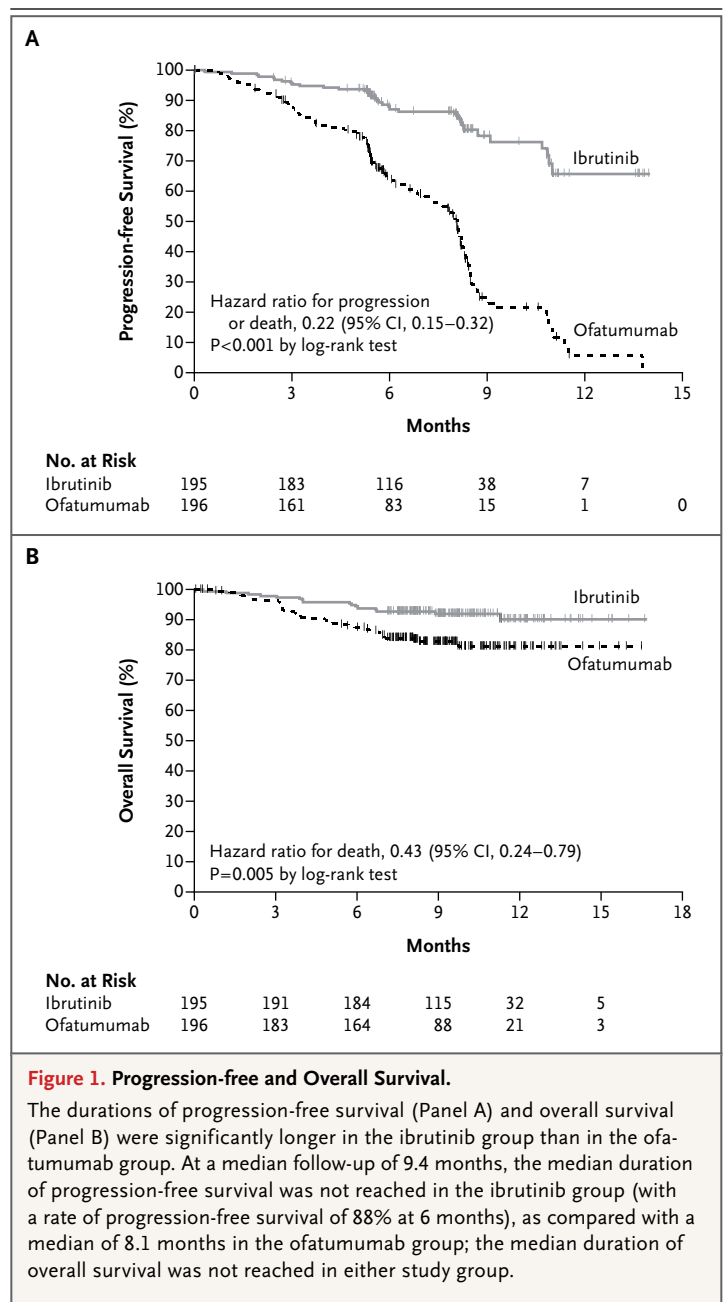 A
100
90
80
70
60
50
40
30
20
10
0
Progression-free Survival (%)
Ibrutinib
Ofatumumab
Hazard ratio for progression
or death, 0.22 (95% CI, 0.15–0.32)
P<0.001 by log-rank test
0 3 6 9 12 15
Months
No. at Risk
Ibrutinib 195 183 116 38 7
Ofatumumab 196 161 83 15 1 0
B
100
90
80
70
60
50
40
30
20
10
0
Overall Survival (%)
Ibrutinib
Ofatumumab
Hazard ratio for death, 0.43 (95% CI, 0.24–0.79)
P=0.005 by log-rank test
0 3 6 9 12 15 18
Months
No. at Risk
Ibrutinib 195 191 184 115 32 5
Ofatumumab 196 183 164 88 21 3
Figure 1. Progression-free and Overall Survival.
The durations of progression-free survival (Panel A) and overall survival
(Panel B) were significantly longer in the ibrutinib group than in the ofa-
tumumab group. At a median follow-up of 9.4 months, the median duration
of progression-free survival was not reached in the ibrutinib group (with
a rate of progression-free survival of 88% at 6 months), as compared with a
median of 8.1 months in the ofatumumab group; the median duration of
overall survival was not reached in either study group.